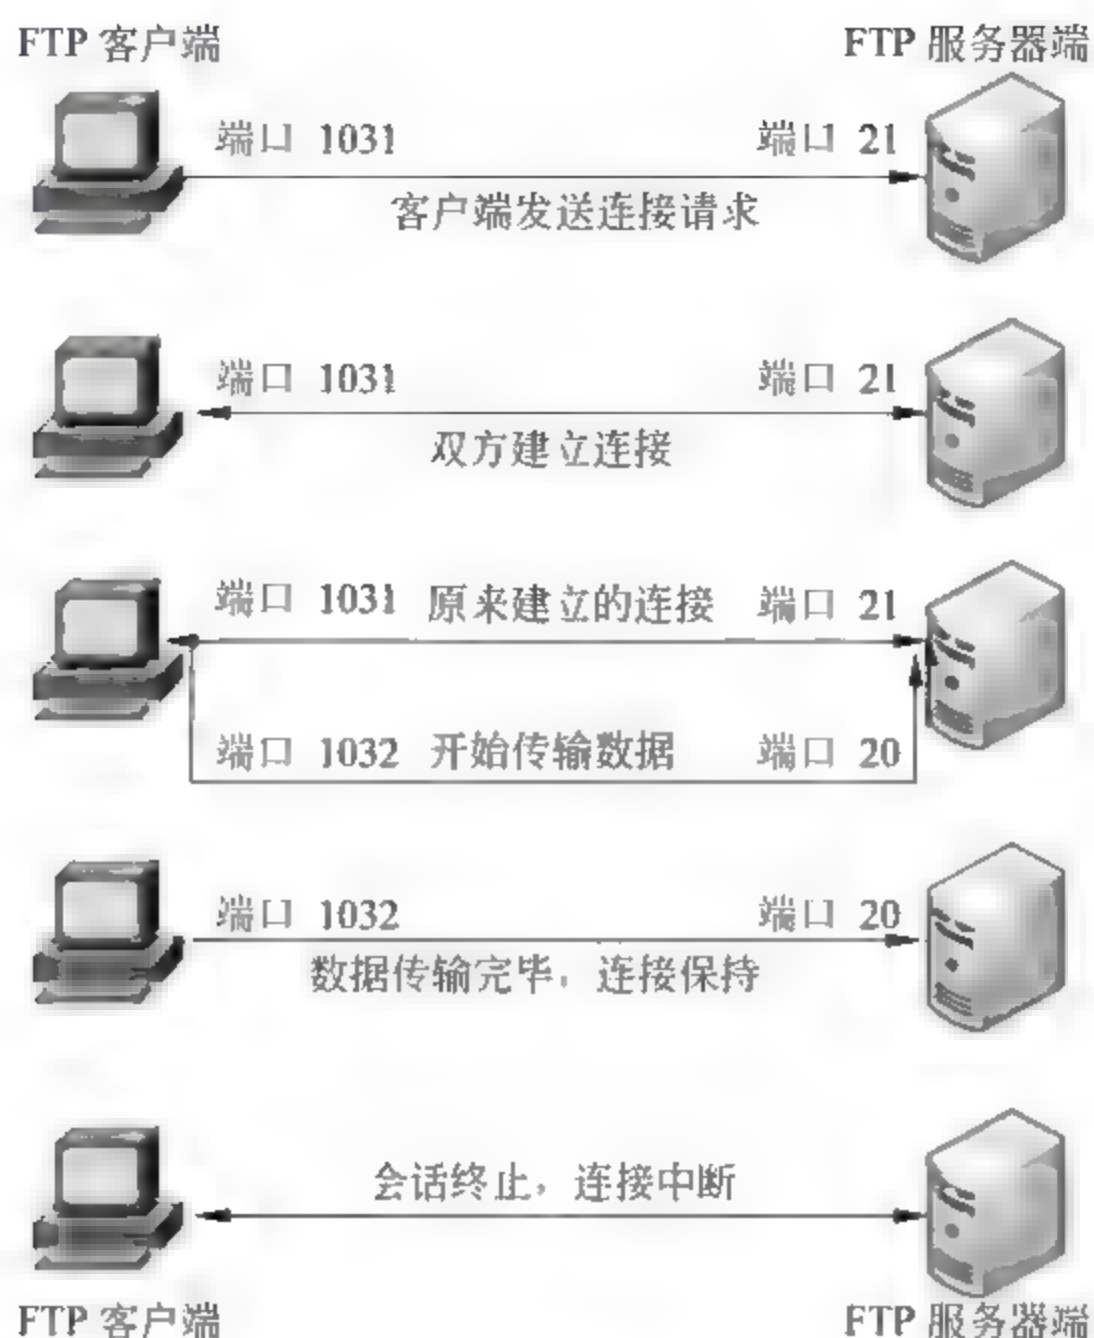 FTP 客户端 FTP 服务器端
端口 1031 端口 21
客户端发送连接请求
端口 1031 端口 21
双方建立连接
端口 1031 原来建立的连接 端口 21
端口 1032 开始传输数据 端口 20
端口 1032 端口 20
数据传输完毕，连接保持
会话终止，连接中断
FTP 客户端 FTP 服务器端